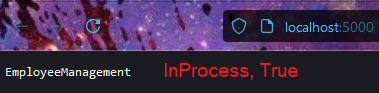 localhost:5000
EmployeeManagement InProcess, True